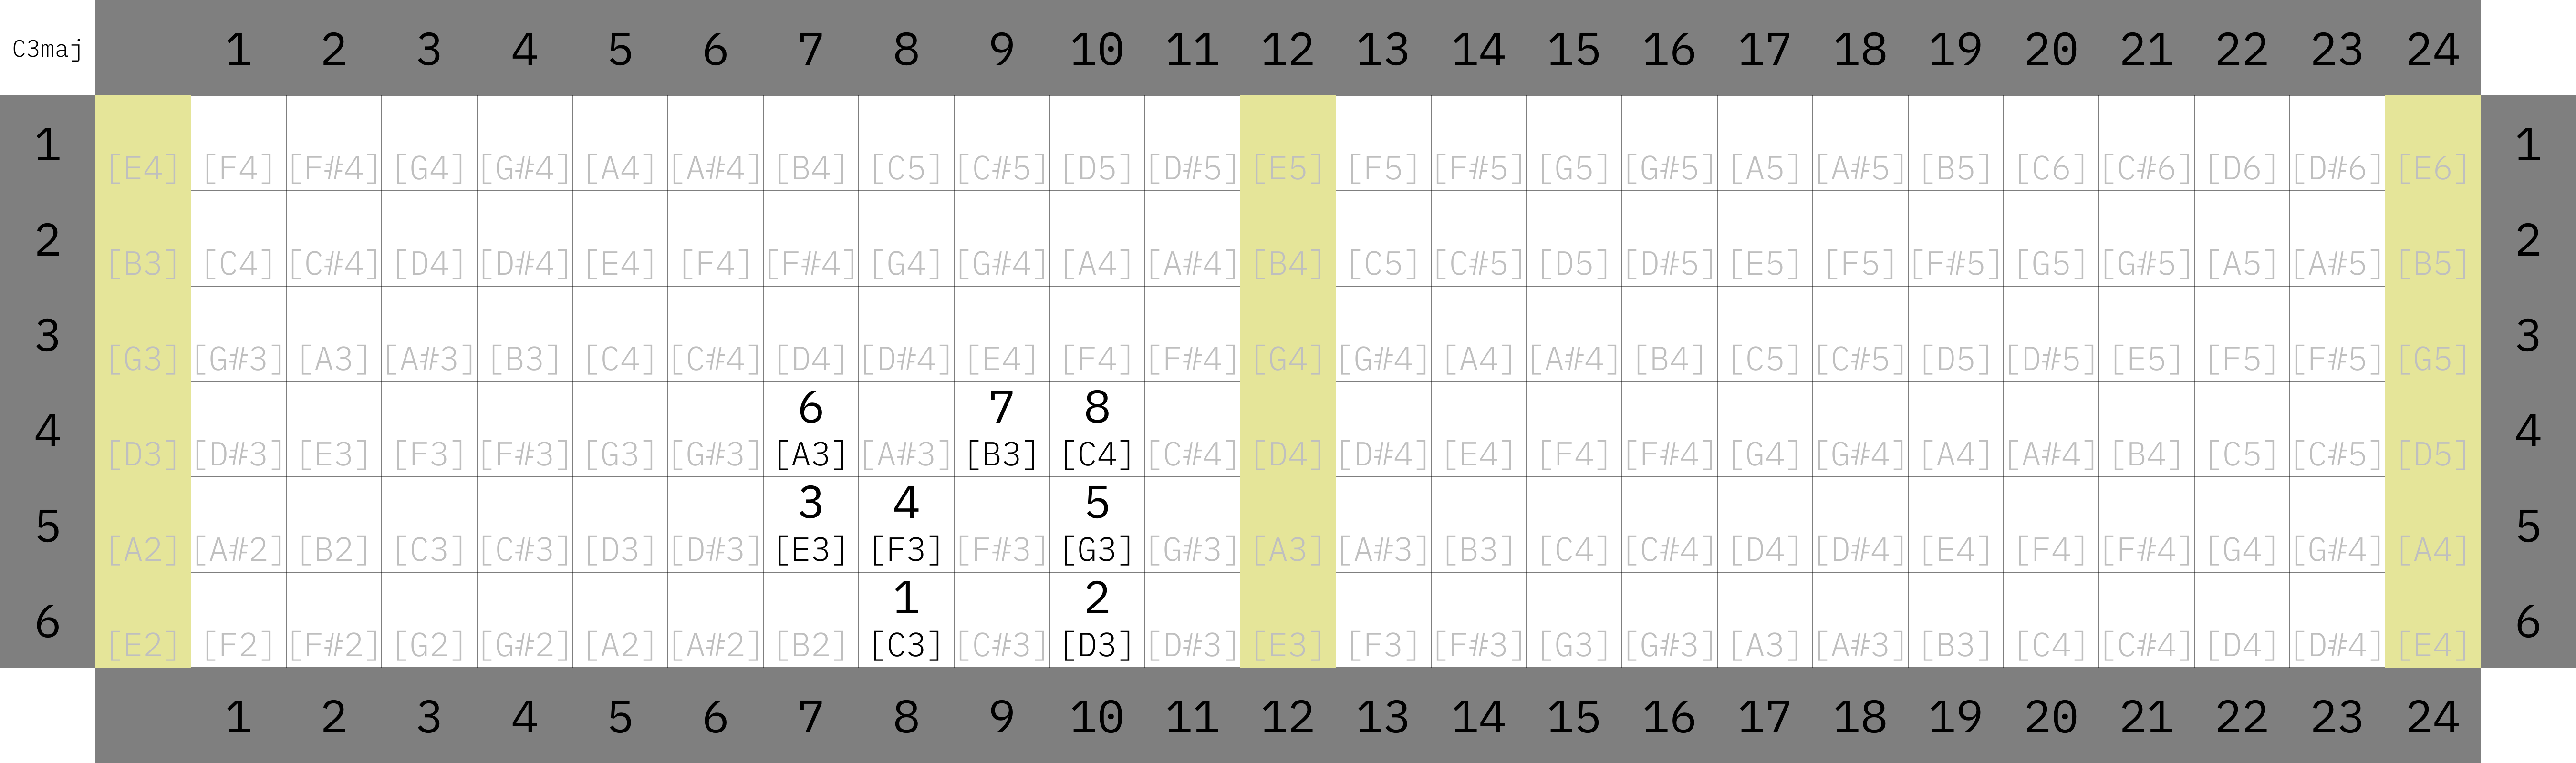 C3maj 1 2 3 4 5 6 7 8 9 10 11 12 13 14 15 16 17 18 19 20 21 22 23 24
1 [E4] [F4] [F#4] [G4] [G#4] [A4] [A#4] [B4] [C5] [C#5] [D5] [D#5] [E5] [F5] [F#5] [G5] [G#5] [A5] [A#5] [B5] [C6] [C#6] [D6] [D#6] [E6] 1
2 [B3] [C4] [C#4] [D4] [D#4] [E4] [F4] [F#4] [G4] [G#4] [A4] [A#4] [B4] [C5] [C#5] [D5] [D#5] [E5] [F5] [F#5] [G5] [G#5] [A5] [A#5] [B5] 2
3 [G3] [G#3] [A3] [A#3] [B3] [C4] [C#4] [D4] [D#4] [E4] [F4] [F#4] [G4] [G#4] [A4] [A#4] [B4] [C5] [C#5] [D5] [D#5] [E5] [F5] [F#5] [G5] 3
6 7 8
4 [D3] [D#3] [E3] [F3] [F#3] [G3] [G#3] [A3] [A#3] [B3] [C4] [C#4] [D4] [D#4] [E4] [F4] [F#4] [G4] [G#4] [A4] [A#4] [B4] [C5] [C#5] [D5] 4
3 4 5
5 [A2] [A#2] [B2] [C3] [C#3] [D3] [D#3] [E3] [F3] [F#3] [G3] [G#3] [A3] [A#3] [B3] [C4] [C#4] [D4] [D#4] [E4] [F4] [F#4] [G4] [G#4] [A4] 5
1 2
6 [E2] [F2] [F#2] [G2] [G#2] [A2] [A#2] [B2] [C3] [C#3] [D3] [D#3] [E3] [F3] [F#3] [G3] [G#3] [A3] [A#3] [B3] [C4] [C#4] [D4] [D#4] [E4] 6
1 2 3 4 5 6 7 8 9 10 11 12 13 14 15 16 17 18 19 20 21 22 23 24